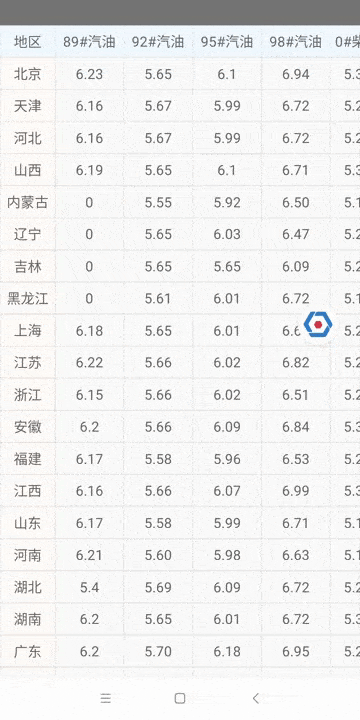 地区 89#汽油 92#汽油 95#汽油 98#汽油 0#
北京 6.23 5.65 6.1 6.94 5.3
天津 6.16 5.67 5.99 6.72 5.2
河北 6.16 5.67 5.99 6.72 5.2
山西 6.19 5.65 6.1 6.71 5.3
内蒙古 0 5.55 5.92 6.50 5.1
辽宁 0 5.65 6.03 6.47 5.2
吉林 0 5.65 5.65 6.09 5.2
黑龙江 0 5.61 6.01 6.72 5.1
上海 6.18 5.65 6.01 6.6 5.2
江苏 6.22 5.66 6.02 6.82 5.2
浙江 6.15 5.66 6.02 6.51 5.2
安徽 6.2 5.66 6.09 6.84 5.3
福建 6.17 5.58 5.96 6.53 5.2
江西 6.16 5.66 6.07 6.99 5.3
山东 6.17 5.58 5.99 6.71 5.1
河南 6.21 5.60 5.98 6.63 5.1
湖北 5.4 5.69 6.09 6.72 5.2
湖南 6.2 5.65 6.01 6.72 5.3
广东 6.2 5.70 6.18 6.95 5.2